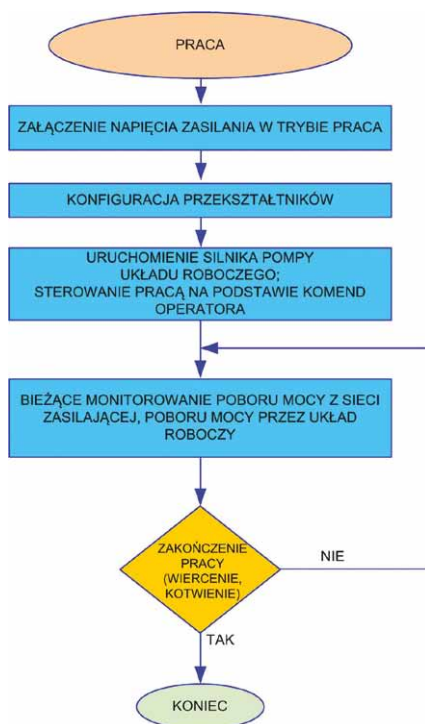 PRACA
ZAŁĄCZENIE NAPIĘCIA ZASILANIA W TRYBIE PRACA
KONFIGURACJA PRZEKSZTAŁTNIKÓW
URUCHOMIENIE SILNIKA POMPY
UKŁADU ROBOCZEGO;
STEROWANIE PRACĄ NA PODSTAWIE KOMEND
OPERATORA
BIEŻĄCE MONITOROWANIE POBORU MOCY Z SIECI
ZASILAJĄCEJ, POBORU MOCY PRZEZ UKŁAD
ROBOCZY
ZAKOŃCZENIE
PRACY
(WIERCENIE,
KOTWIENIE)
NIE
TAK
KONIEC